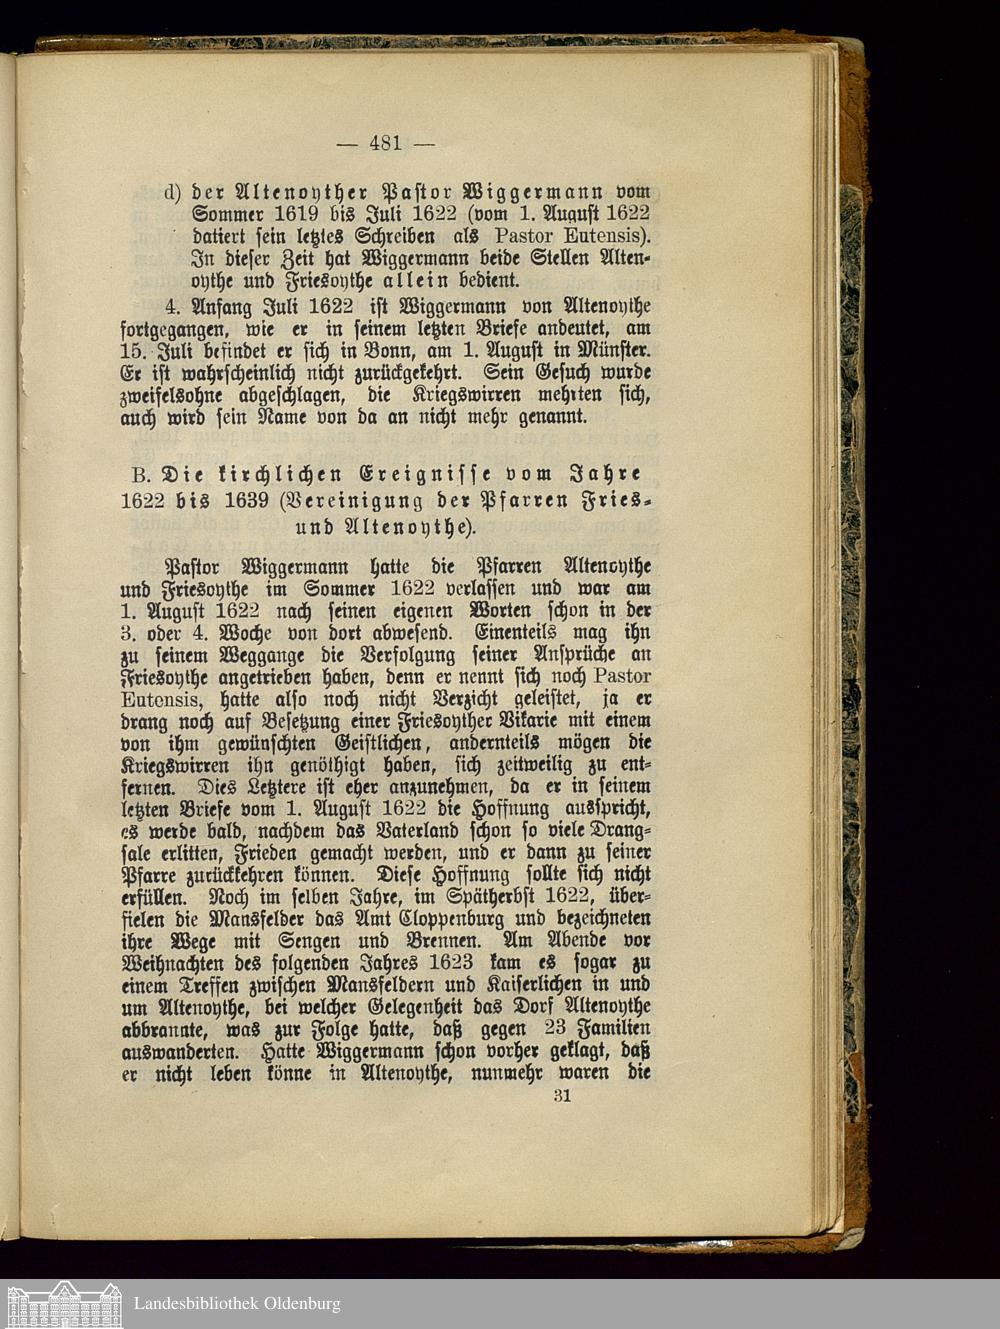 — 481 —
d) der Altenoyther Pastor Wiggermann vom
Sommer 1619 bis Juli 1622 (vom 1. August 1622
datiert sein letztes Schreiben als Pastor Eutensis).
In dieser Zeit hat Wiggermann beide Stellen Alten-
oythe und Friesoythe allein bedient.
4. Anfang Juli 1622 ist Wiggermann von Altenoythe
fortgegangen, wie er in seinem letzten Briefe andeutet, am
15. Juli befindet er sich in Bonn, am 1. August in Münster.
Er ist wahrscheinlich nicht zurückgekehrt. Sein Gesuch wurde
zweifelsohne abgeschlagen, die Kriegswirren mehrten sich,
auch wird sein Name von da an nicht mehr genannt.
B. Die kirchlichen Ereignisse vom Jahre
1622 bis 1639 (Vereinigung der Pfarren Fries-
und Altenoythe).
Pastor Wiggermann hatte die Pfarren Altenoythe
und Friesoythe im Sommer 1622 verlassen und war am
1. August 1622 nach seinen eigenen Worten schon in der
3. oder 4. Woche von dort abwesend. Einenteils mag ihn
zu seinem Weggange die Verfolgung seiner Ansprüche an
Friesoythe angetrieben haben, denn er nennt sich noch Pastor
Eutensis, hatte also noch nicht Verzicht geleistet, ja er
drang noch auf Besetzung einer Friesoyther Vikarie mit einem
von ihm gewünschten Geistlichen, andernteils mögen die
Kriegswirren ihn genöthigt haben, sich zeitweilig zu ent-
fernen. Dies Letztere ist eher anzunehmen, da er in seinem
letzten Briefe vom 1. August 1622 die Hoffnung ausspricht,
es werde bald, nachdem das Vaterland schon so viele Drang-
sale erlitten, Frieden gemacht werden, und er dann zu seiner
Pfarre zurückkehren können. Diese Hoffnung sollte sich nicht
erfüllen. Noch im selben Jahre, im Spätherbst 1622, über-
fielen die Mansfelder das Amt Cloppenburg und bezeichneten
ihre Wege mit Sengen und Brennen. Am Abende vor
Weihnachten des folgenden Jahres 1623 kam es sogar zu
einem Treffen zwischen Mansfeldern und Kaiserlichen in und
um Altenoythe, bei welcher Gelegenheit das Dorf Altenoythe
abbrannte, was zur Folge hatte, daß gegen 23 Familien
auswanderten. Hatte Wiggermann schon vorher geklagt, daß
er nicht leben könne in Altenoythe, nunmehr waren die
31
Landesbibliothek Oldenburg